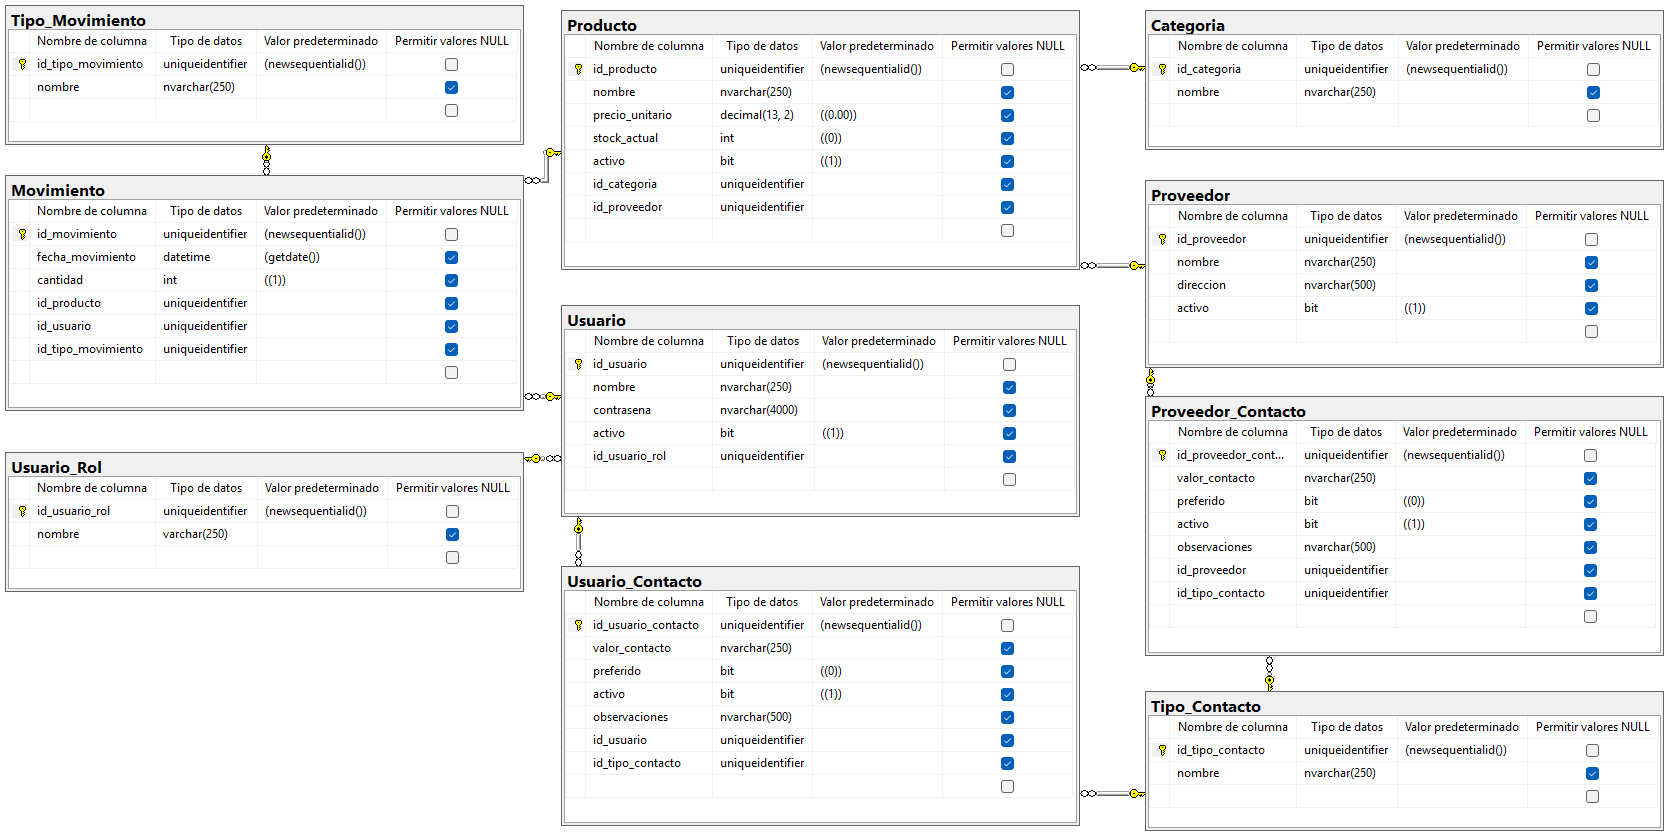 Tipo_Movimiento
Nombre de columna Tipo de datos Valor predeterminado Permitir valores NULL
id_tipo_movimiento uniqueidentifier (newsequentialid())
nombre nvarchar(250)
Movimiento
Nombre de columna Tipo de datos Valor predeterminado Permitir valores NULL
id_movimiento uniqueidentifier (newsequentialid())
fecha_movimiento datetime (getdate())
cantidad int ((1))
id_producto uniqueidentifier
id_usuario uniqueidentifier
id_tipo_movimiento uniqueidentifier
Usuario_Rol
Nombre de columna Tipo de datos Valor predeterminado Permitir valores NULL
id_usuario_rol uniqueidentifier (newsequentialid())
nombre varchar(250)
Producto
Nombre de columna Tipo de datos Valor predeterminado Permitir valores NULL
id_producto uniqueidentifier (newsequentialid())
nombre nvarchar(250)
precio_unitario decimal(13, 2) ((0.00))
stock_actual int ((0))
activo bit ((1))
id_categoria uniqueidentifier
id_proveedor uniqueidentifier
Usuario
Nombre de columna Tipo de datos Valor predeterminado Permitir valores NULL
id_usuario uniqueidentifier (newsequentialid())
nombre nvarchar(250)
contrasena nvarchar(4000)
activo bit ((1))
id_usuario_rol uniqueidentifier
Usuario_Contacto
Nombre de columna Tipo de datos Valor predeterminado Permitir valores NULL
id_usuario_contacto uniqueidentifier (newsequentialid())
valor_contacto nvarchar(250)
preferido bit ((0))
activo bit ((1))
observaciones nvarchar(500)
id_usuario uniqueidentifier
id_tipo_contacto uniqueidentifier
Categoria
Nombre de columna Tipo de datos Valor predeterminado Permitir valores NULL
id_categoria uniqueidentifier (newsequentialid())
nombre nvarchar(250)
Proveedor
Nombre de columna Tipo de datos Valor predeterminado Permitir valores NULL
id_proveedor uniqueidentifier (newsequentialid())
nombre nvarchar(250)
direccion nvarchar(500)
activo bit ((1))
Proveedor_Contacto
Nombre de columna Tipo de datos Valor predeterminado Permitir valores NULL
id_proveedor_cont... uniqueidentifier (newsequentialid())
valor_contacto nvarchar(250)
preferido bit ((0))
activo bit ((1))
observaciones nvarchar(500)
id_proveedor uniqueidentifier
id_tipo_contacto uniqueidentifier
Tipo_Contacto
Nombre de columna Tipo de datos Valor predeterminado Permitir valores NULL
id_tipo_contacto uniqueidentifier (newsequentialid())
nombre nvarchar(250)